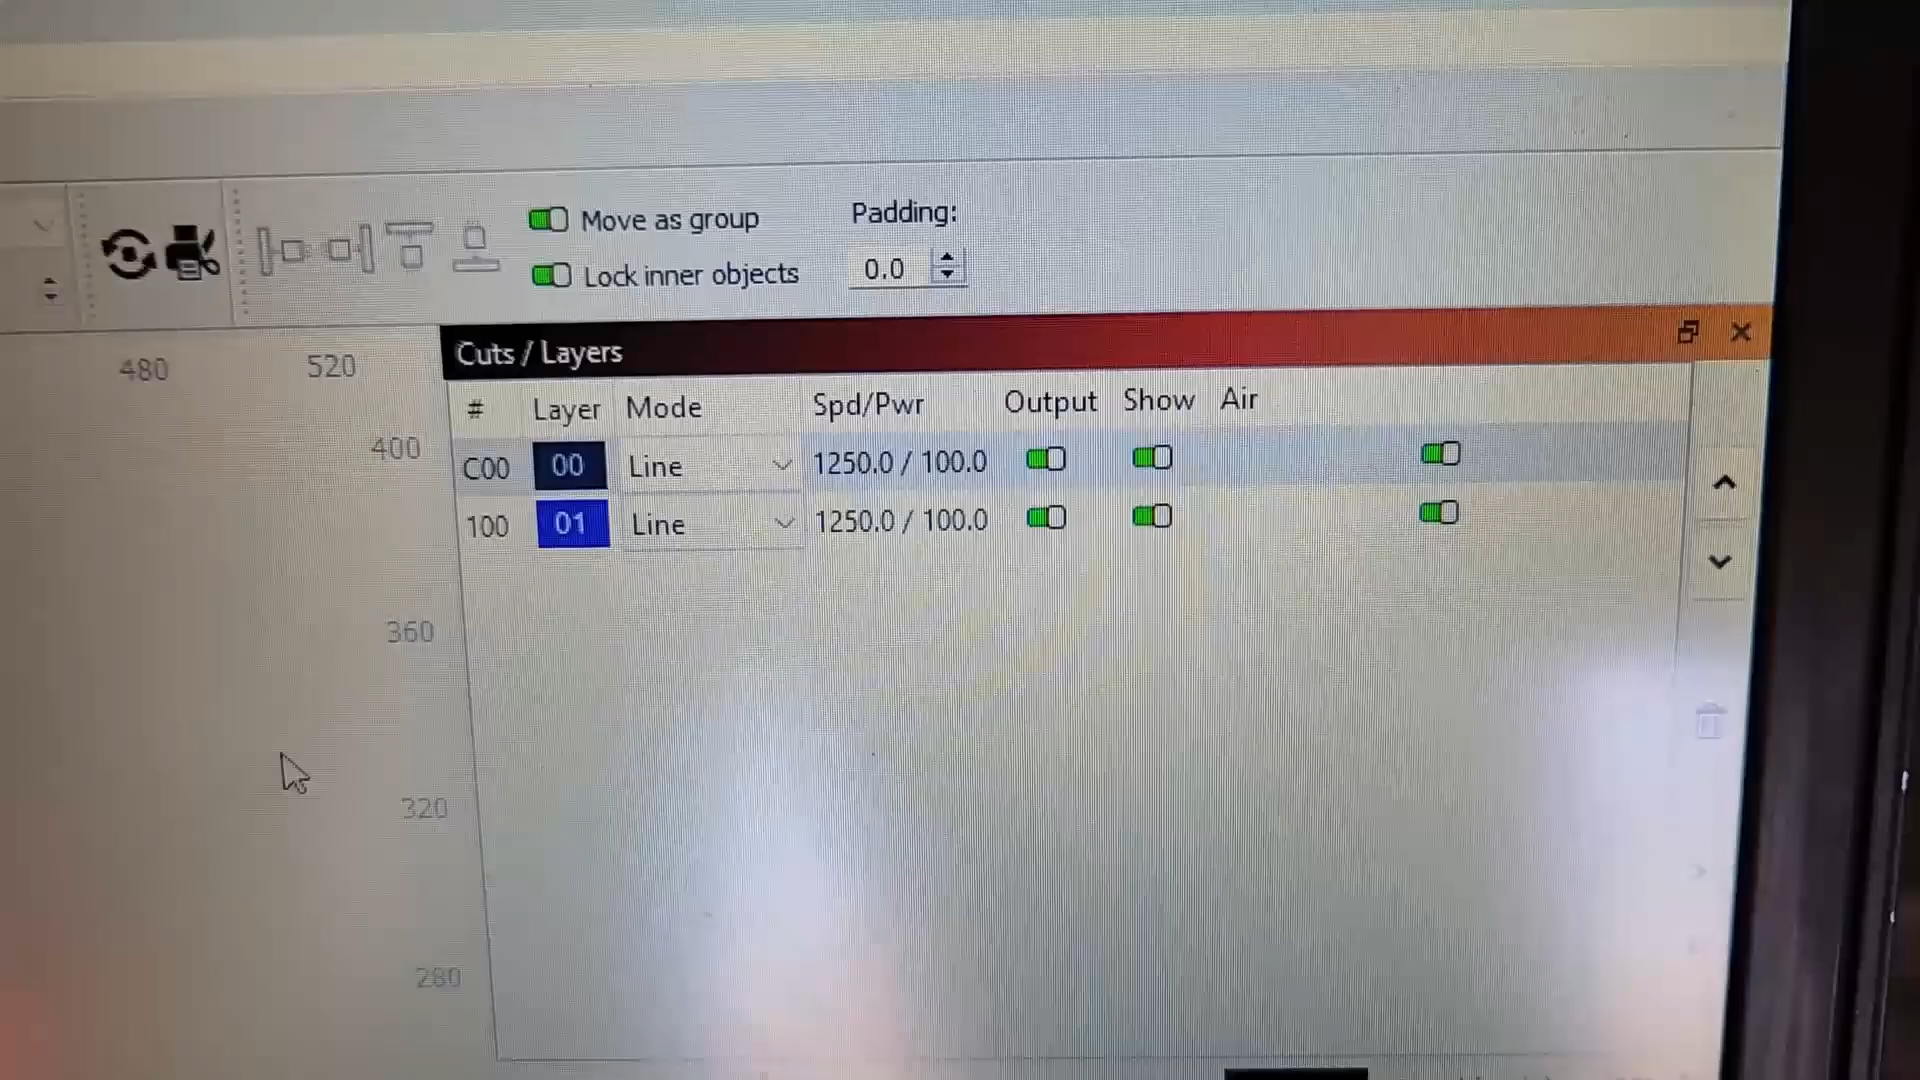 Move as group
Padding:
Lock inner objects
0.0
480
520
Cuts / Layers
# Layer Mode Spd/Pwr Output Show Air
400
C00 00 Line 1250.0 / 100.0
100 01 Line 1250.0 / 100.0
360
320
280